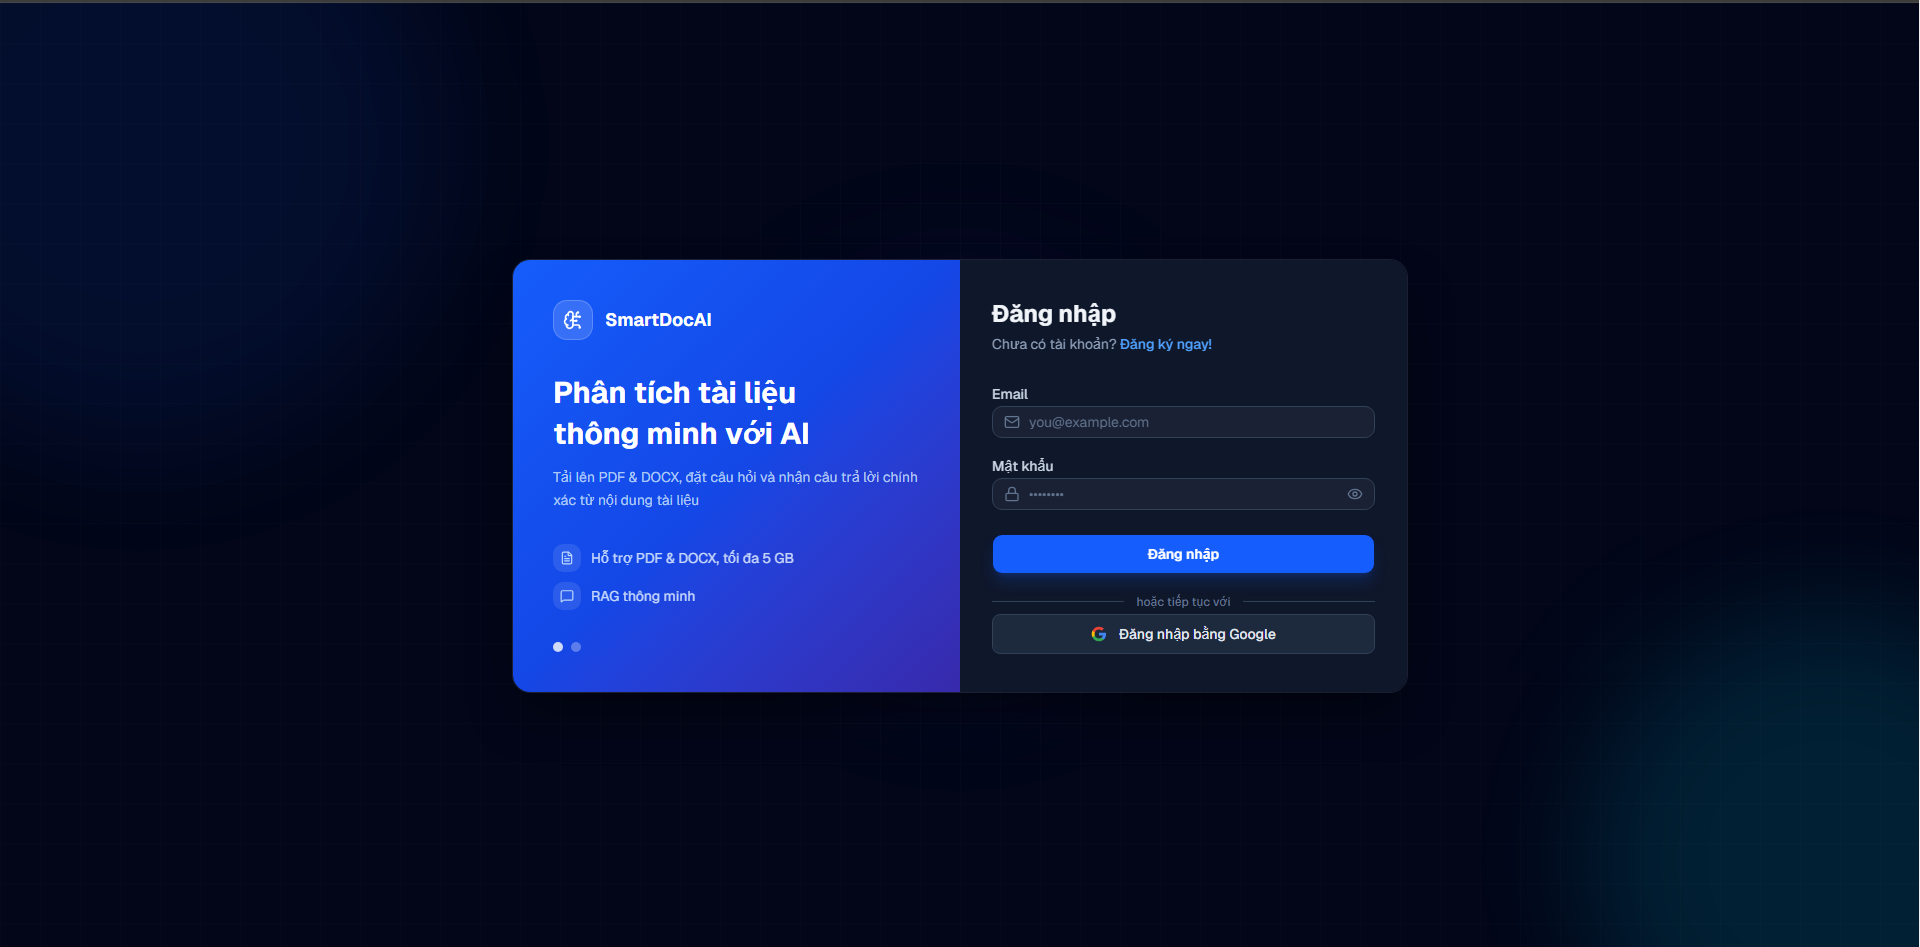 SmartDocAI
Phân tích tài liệu
thông minh với AI
Tải lên PDF & DOCX, đặt câu hỏi và nhận câu trả lời chính
xác từ nội dung tài liệu
Hỗ trợ PDF & DOCX, tối đa 5 GB
RAG thông minh
Đăng nhập
Chưa có tài khoản? Đăng ký ngay!
Email
you@example.com
Mật khẩu
••••••••
Đăng nhập
hoặc tiếp tục với
Đăng nhập bằng Google